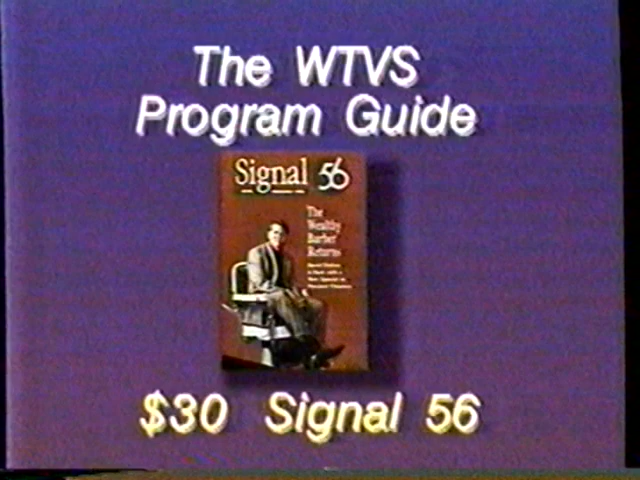 The WTVS
Program Guide
Signal 56
The
Wealthy
Barber
Returns
$30 Signal 56